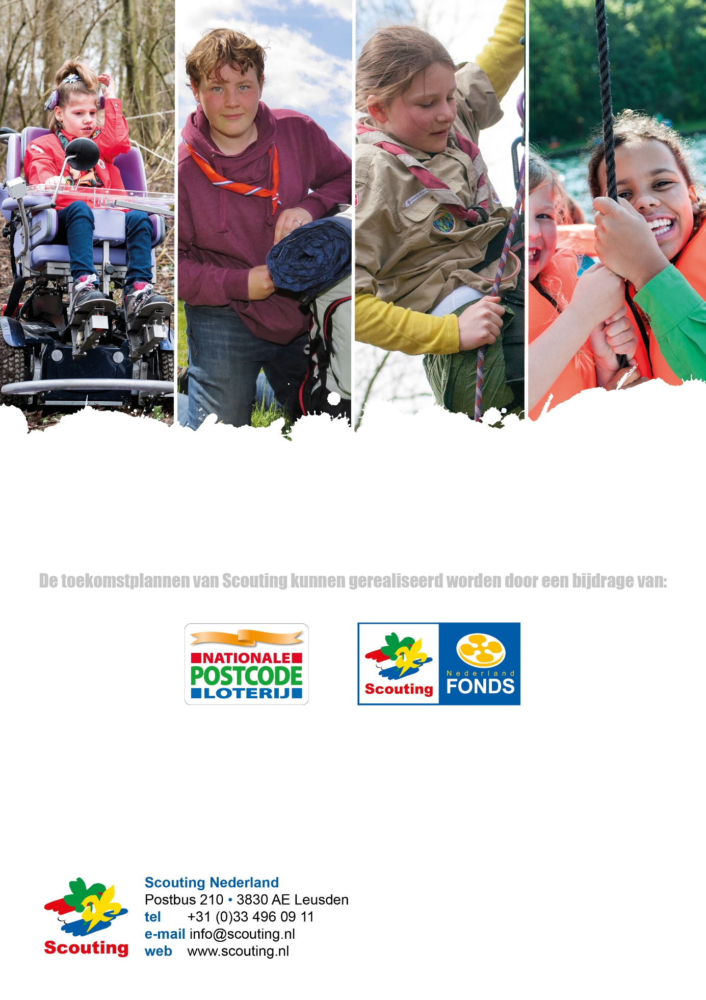 De toekomstplannen van Scouting kunnen gerealiseerd worden door een bijdrage van:
NATIONALE
POSTCODE
LOTERIJ
Scouting
Nederland
FONDS
Scouting
Scouting Nederland
Postbus 210 • 3830 AE Leusden
tel +31 (0)33 496 09 11
e-mail info@scouting.nl
web www.scouting.nl